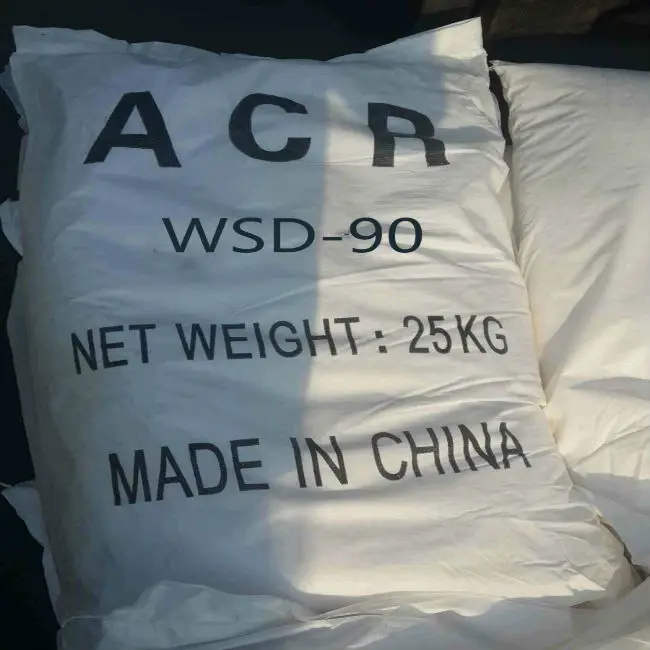 ACR
WSD-90
NET WEIGHT: 25KG
MADE IN CHINA